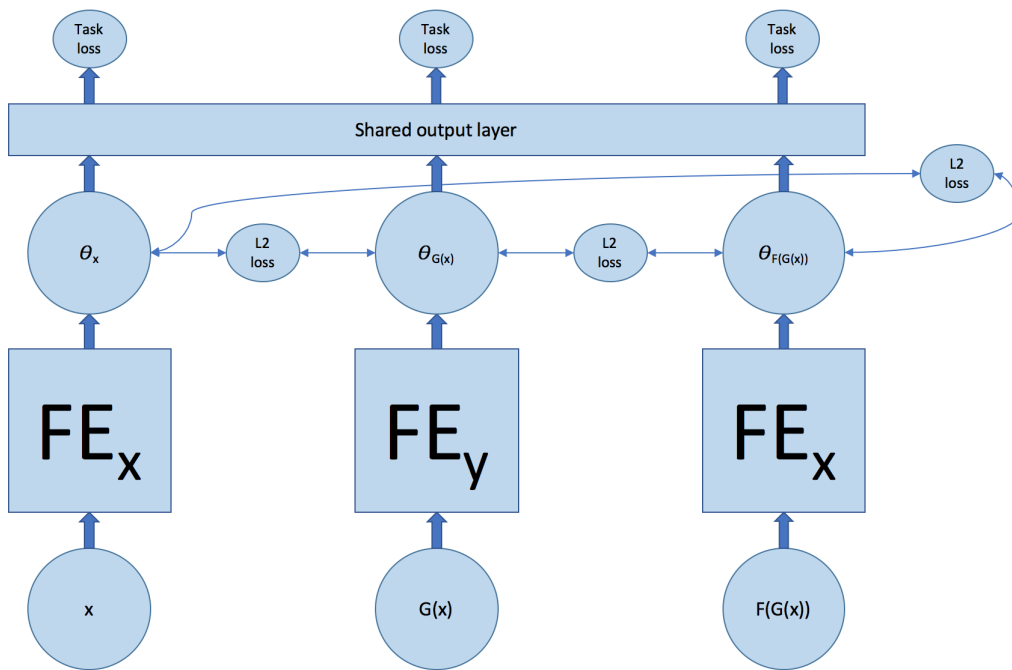 Task
loss
Task
loss
Task
loss
Shared output layer
L2
loss
θx
L2
loss
θG(x)
L2
loss
θF(G(x))
FEx
FEy
FEx
x
G(x)
F(G(x))